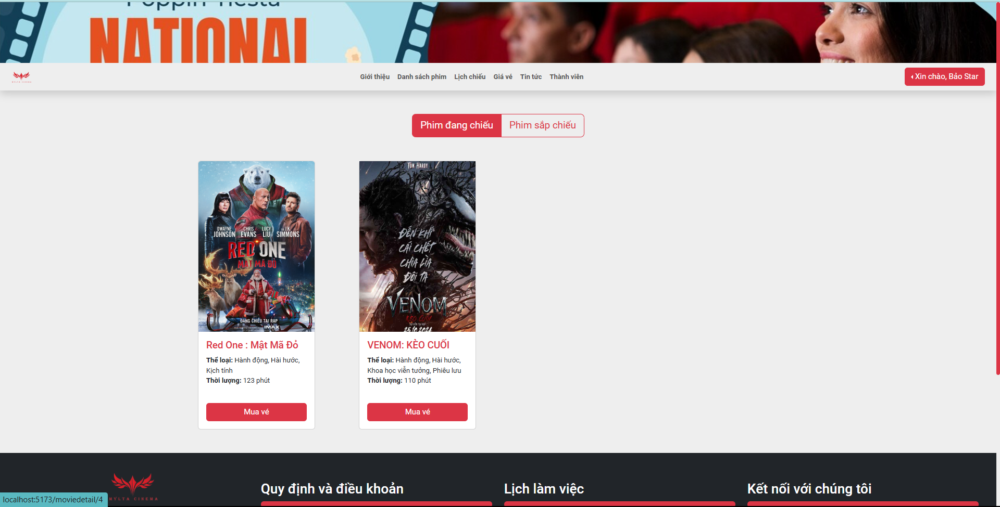 Poppin' Fiesta
NATIONAL
MYLTA CINEMA
Giới thiệu
Danh sách phim
Lịch chiếu
Giá vé
Tin tức
Thành viên
Xin chào, Bảo Star
Phim đang chiếu
Phim sắp chiếu
DWAYNE JOHNSON
CHRIS EVANS
LUCY LIU
J.K. SIMMONS
RED ONE
MẬT MÃ ĐỎ
ĐANG CHIẾU TẠI RẠP
IMAX
Red One : Mật Mã Đỏ
Thể loại: Hành động, Hài hước,
Kịch tính
Thời lượng: 123 phút
Mua vé
TOM HARDY
ĐẾN KHI
CÁI CHẾT
CHIA LÌA
ĐÔI TA
VENOM
KÈO CUỐI
25.10.2024
VENOM: KÈO CUỐI
Thể loại: Hành động, Hài hước,
Khoa học viễn tưởng, Phiêu lưu
Thời lượng: 110 phút
Mua vé
MYLTA CINEMA
Quy định và điều khoản
Lịch làm việc
Kết nối với chúng tôi
localhost:5173/moviedetail/4